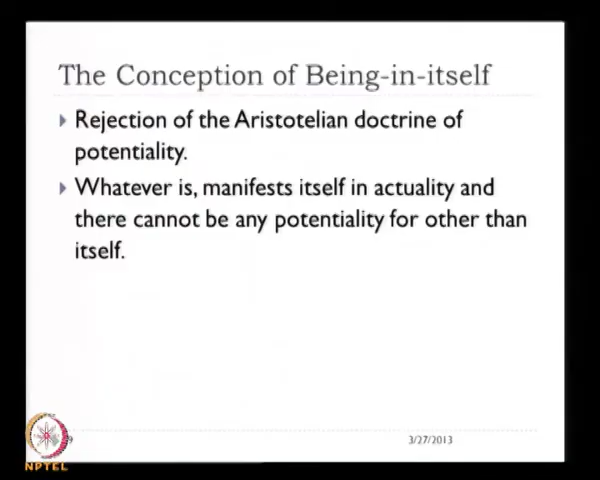 The Conception of Being-in-itself
Rejection of the Aristotelian doctrine of
potentiality.
Whatever is, manifests itself in actuality and
there cannot be any potentiality for other than
itself.
9
3/27/2013
NPTEL